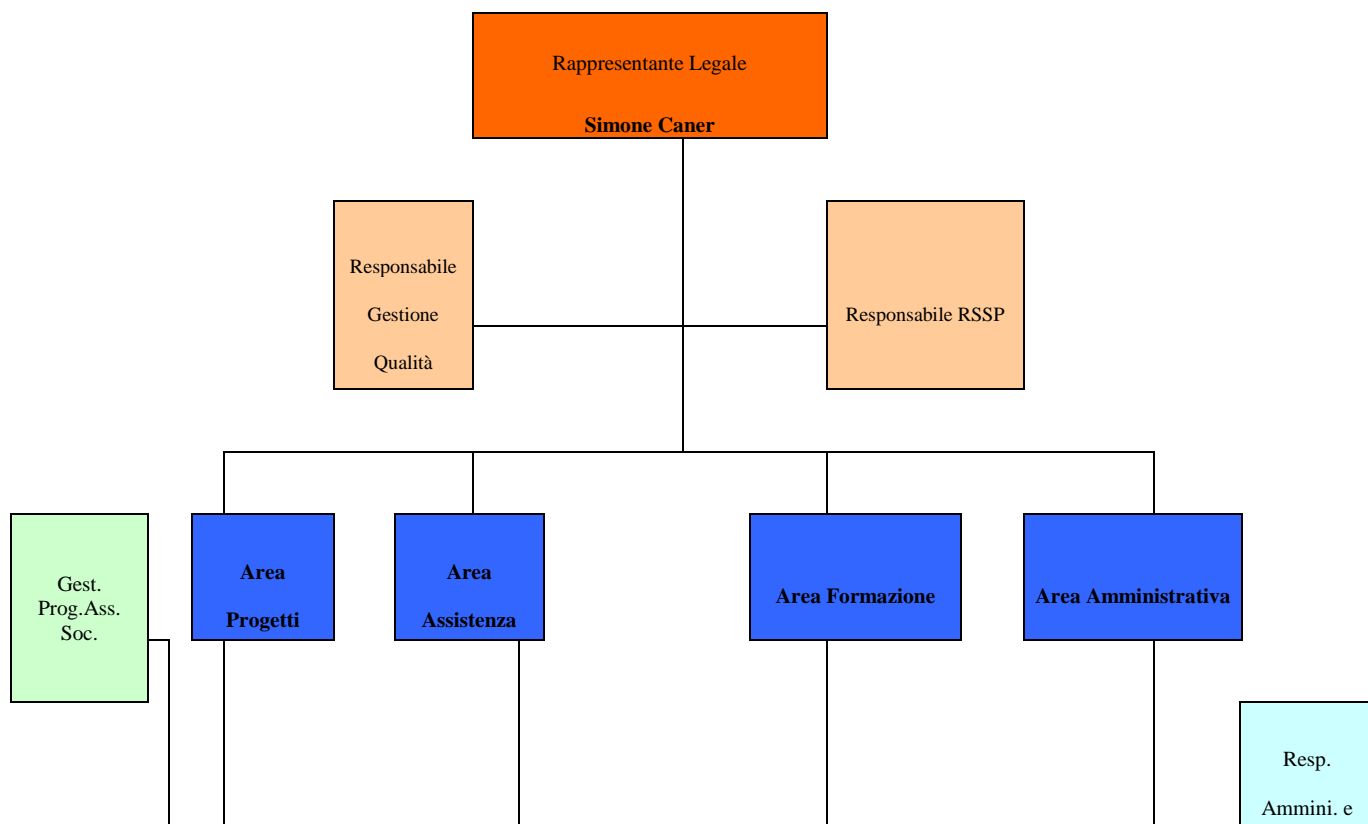 Rappresentante Legale
Simone Caner
Responsabile
Gestione
Qualità
Responsabile RSSP
Gest.
Prog.Ass.
Soc.
Area
Progetti
Area
Assistenza
Area Formazione
Area Amministrativa
Resp.
Ammini. e